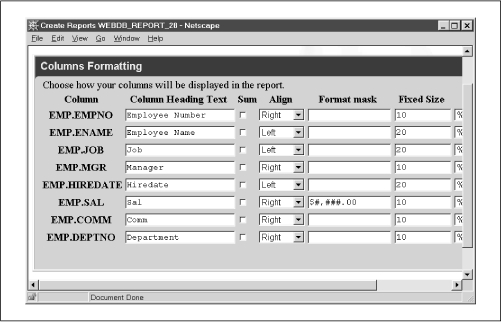 Create Reports WEBDB_REPORT_28 - Netscape
File Edit View Go Window Help
Columns Formatting
Choose how your columns will be displayed in the report.
Column Column Heading Text Sum Align Format mask Fixed Size
EMP.EMPNO Employee Number Right 10 %
EMP.ENAME Employee Name Left 20 %
EMP.JOB Job Left 20 %
EMP.MGR Manager Right 10 %
EMP.HIREDATE Hiredate Left 20 %
EMP.SAL Sal Right $#,###.00 10 %
EMP.COMM Comm Right 10 %
EMP.DEPTNO Department Right 10 %
Document Done